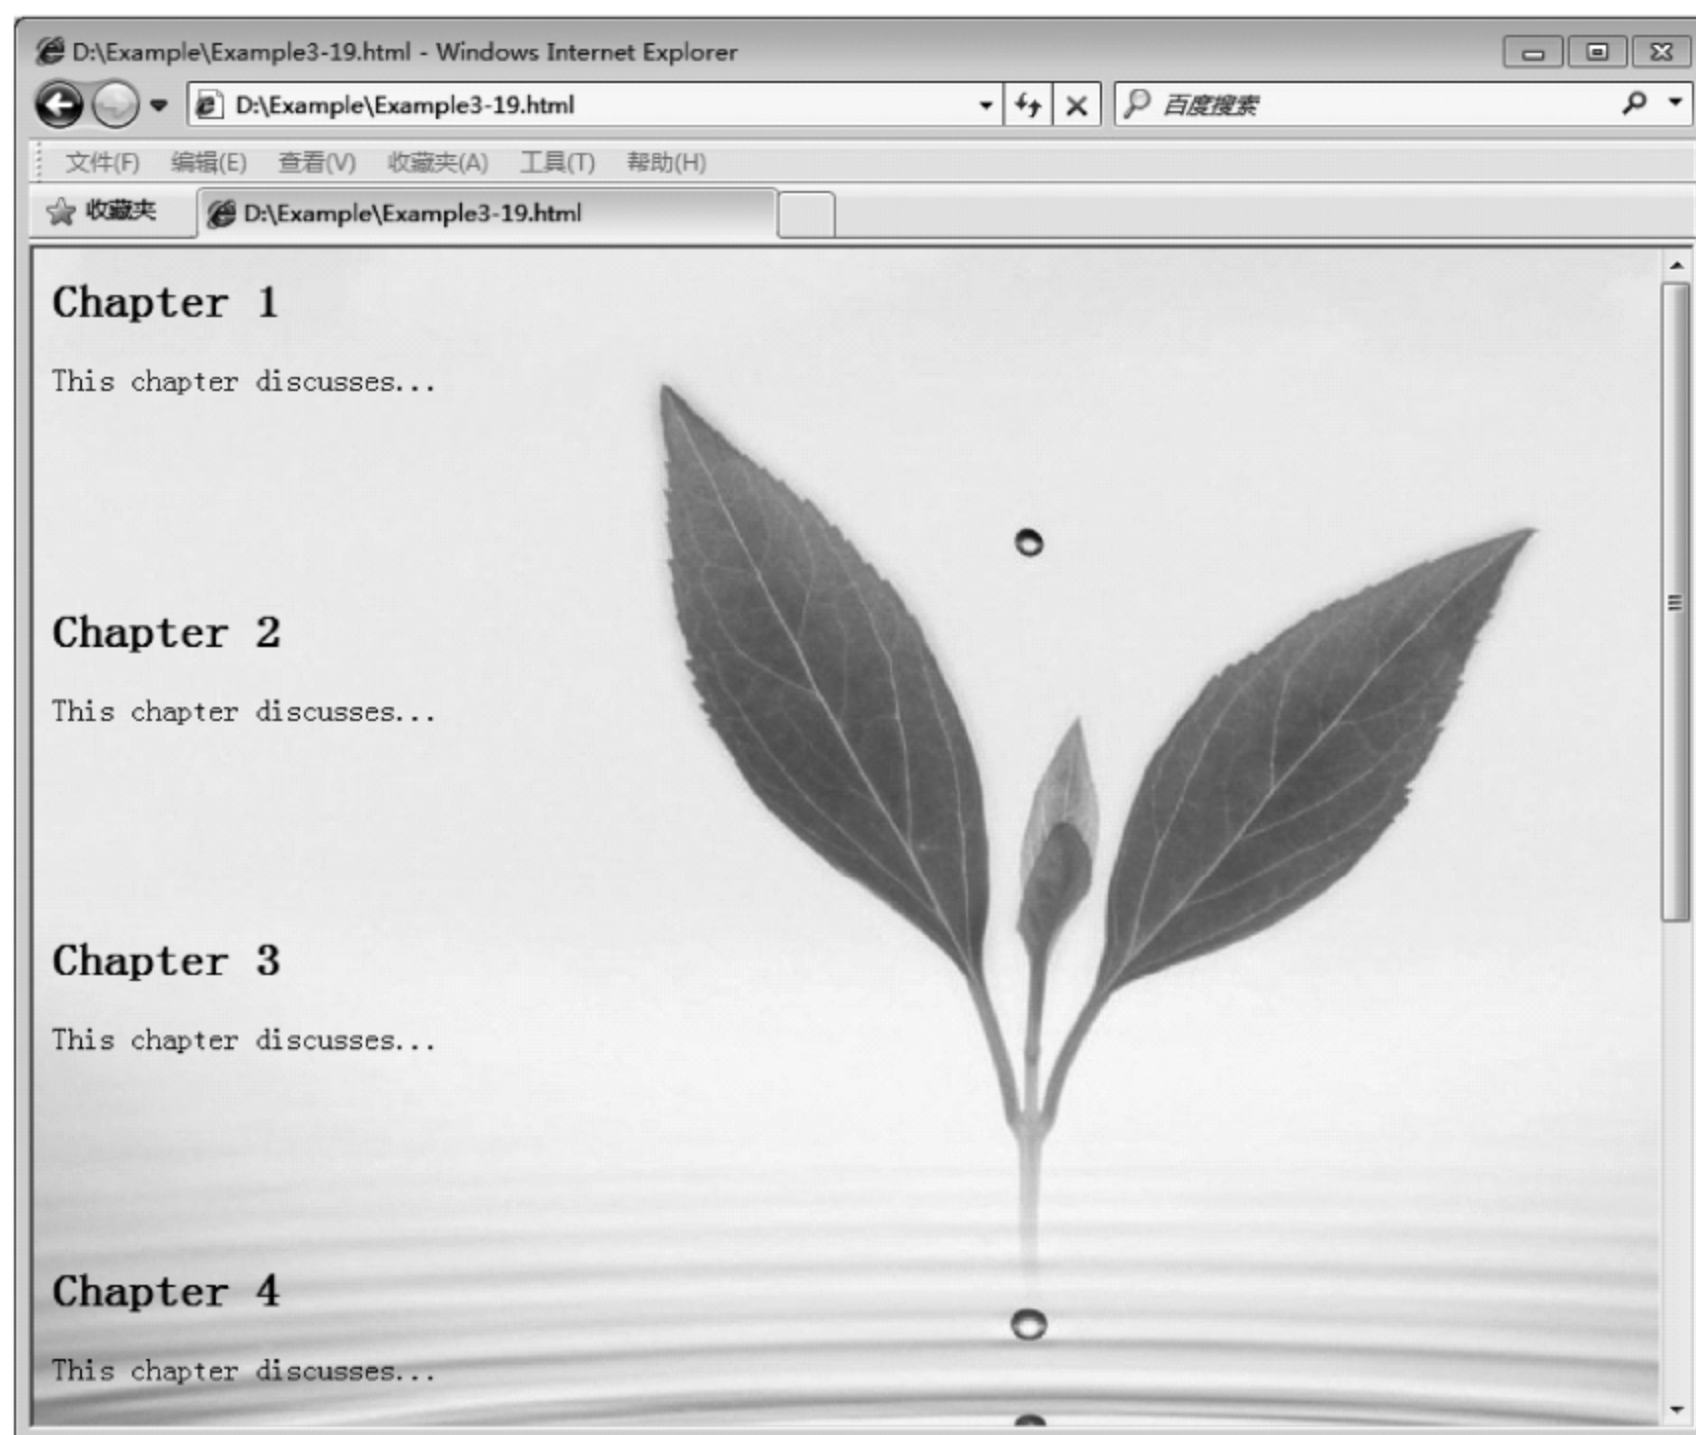 D:\Example\Example3-19.html - Windows Internet Explorer
D:\Example\Example3-19.html 百度搜索
文件(F) 编辑(E) 查看(V) 收藏夹(A) 工具(T) 帮助(H)
收藏夹 D:\Example\Example3-19.html
Chapter 1
This chapter discusses...
Chapter 2
This chapter discusses...
Chapter 3
This chapter discusses...
Chapter 4
This chapter discusses...